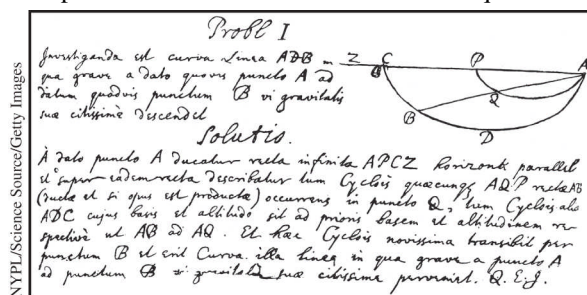 Probl I
Investiganda est curva Linea ADB in
qua grave a dato quovis puncto A ad
datum quodvis punctum B vi gravitatis
suæ citissimè descendet
Z C P A
Q
B
D
Solutio.
A dato puncto A ducatur recta infinita APCZ horizonti parallel
et super eadem recta describatur tum Cyclois quæcunq AQP rectæ AB
(ductæ et si opus est productæ) occurrens in puncto Q, tum Cyclois alia
ADC cujus basis et altitudo sit ad prioris basem et altitudinem re-
spectivè ut AB ad AQ. Et hæc Cyclois novissima transibit per
punctum B et erit Curva illa linea in qua grave a puncto A
ad punctum B vi gravitatis suæ citissime perveniet. Q.E.I.
NYPL/Science Source/Getty Images